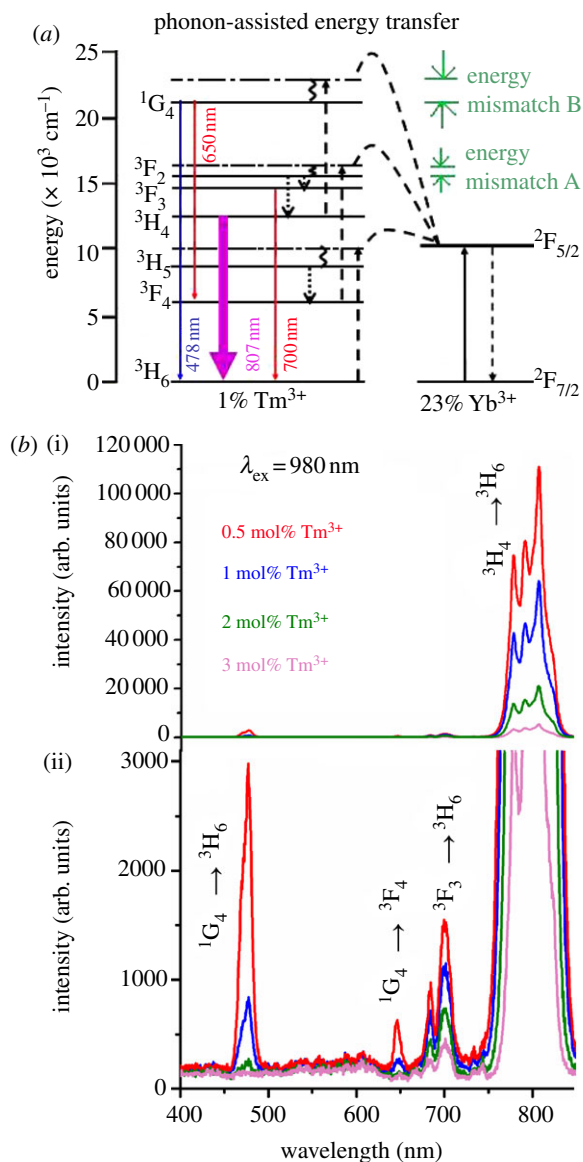 phonon-assisted energy transfer
(a)
energy (× 10³ cm⁻¹)
25
20
15
10
5
0
¹G₄
³F₂
³F₃
³H₄
³H₅
³F₄
³H₆
650 nm
478 nm
807 nm
700 nm
1% Tm³⁺
energy
mismatch B
energy
mismatch A
²F₅/₂
²F₇/₂
23% Yb³⁺
(b) (i)
λex = 980 nm
0.5 mol% Tm³⁺
1 mol% Tm³⁺
2 mol% Tm³⁺
3 mol% Tm³⁺
³H₄ → ³H₆
intensity (arb. units)
120 000
100 000
80 000
60 000
40 000
20 000
0
(ii)
intensity (arb. units)
3000
2000
1000
0
¹G₄ → ³H₆
¹G₄ → ³F₄
³F₃ → ³H₆
400 500 600 700 800
wavelength (nm)